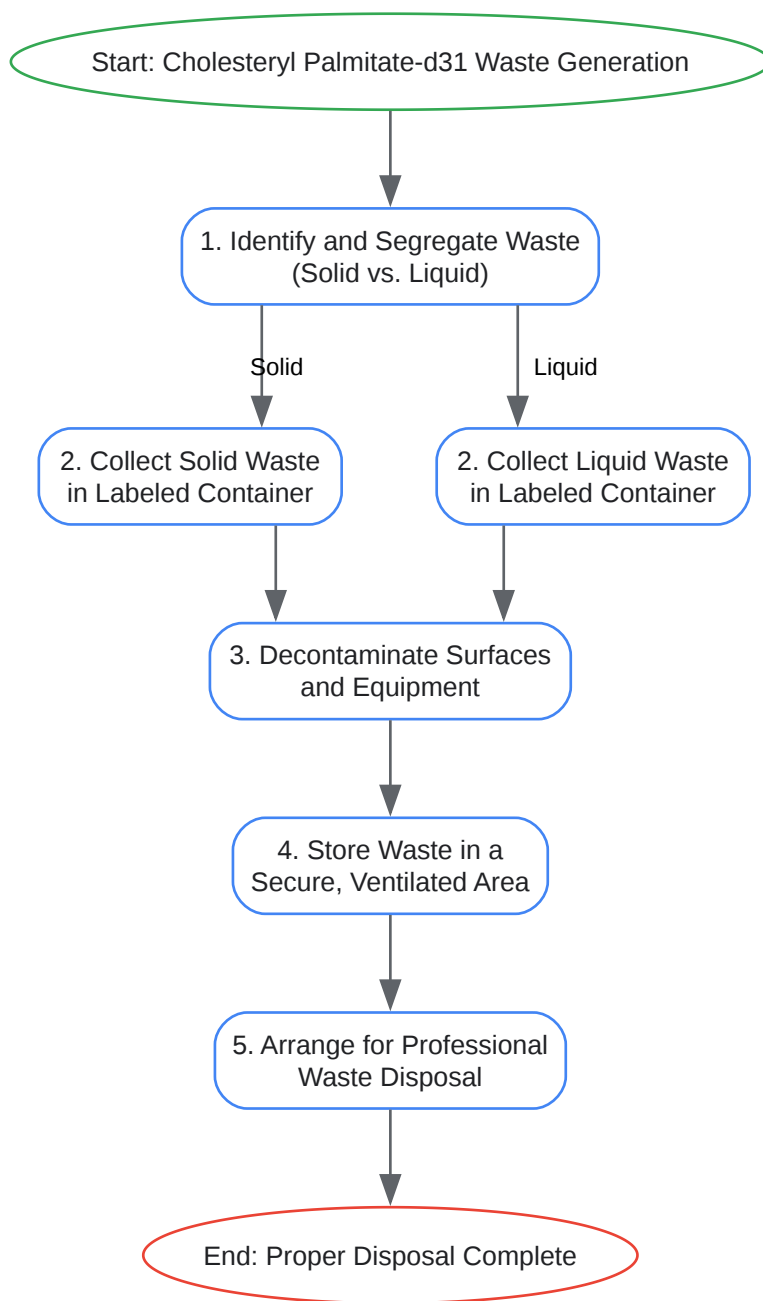 Start: Cholesteryl Palmitate-d31 Waste Generation
1. Identify and Segregate Waste
(Solid vs. Liquid)
Solid
Liquid
2. Collect Solid Waste
in Labeled Container
2. Collect Liquid Waste
in Labeled Container
3. Decontaminate Surfaces
and Equipment
4. Store Waste in a
Secure, Ventilated Area
5. Arrange for Professional
Waste Disposal
End: Proper Disposal Complete